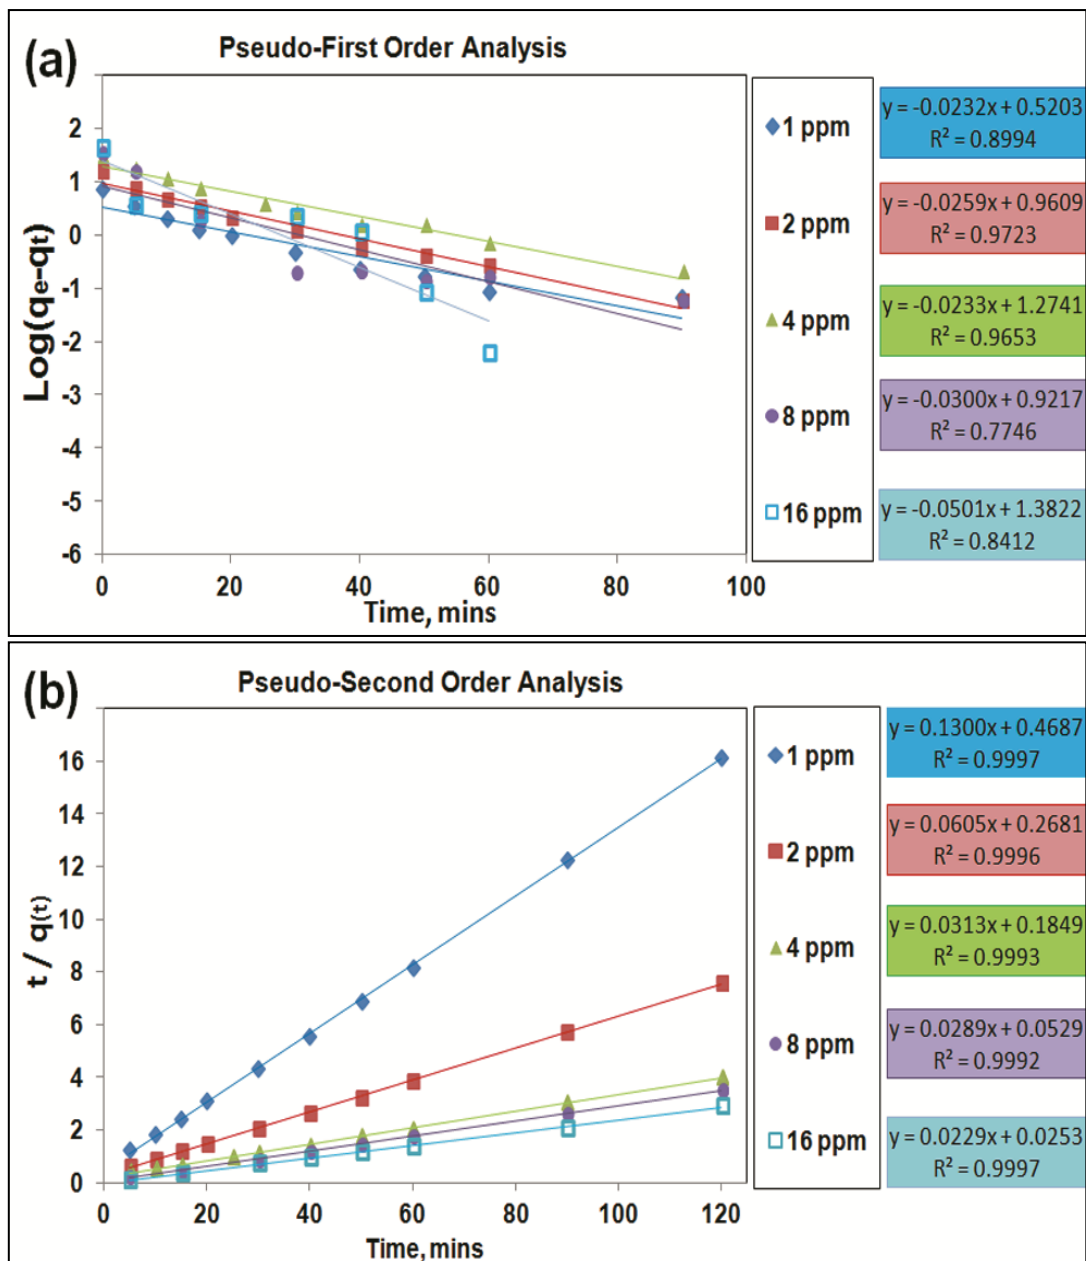 (a)
Pseudo-First Order Analysis
Log(qe-qt)
2
1
0
-1
-2
-3
-4
-5
-6
0 20 40 60 80 100
Time, mins
1 ppm
2 ppm
4 ppm
8 ppm
16 ppm
y = -0.0232x + 0.5203
R² = 0.8994
y = -0.0259x + 0.9609
R² = 0.9723
y = -0.0233x + 1.2741
R² = 0.9653
y = -0.0300x + 0.9217
R² = 0.7746
y = -0.0501x + 1.3822
R² = 0.8412
(b)
Pseudo-Second Order Analysis
t / q(t)
16
14
12
10
8
6
4
2
0
0 20 40 60 80 100 120
Time, mins
1 ppm
2 ppm
4 ppm
8 ppm
16 ppm
y = 0.1300x + 0.4687
R² = 0.9997
y = 0.0605x + 0.2681
R² = 0.9996
y = 0.0313x + 0.1849
R² = 0.9993
y = 0.0289x + 0.0529
R² = 0.9992
y = 0.0229x + 0.0253
R² = 0.9997